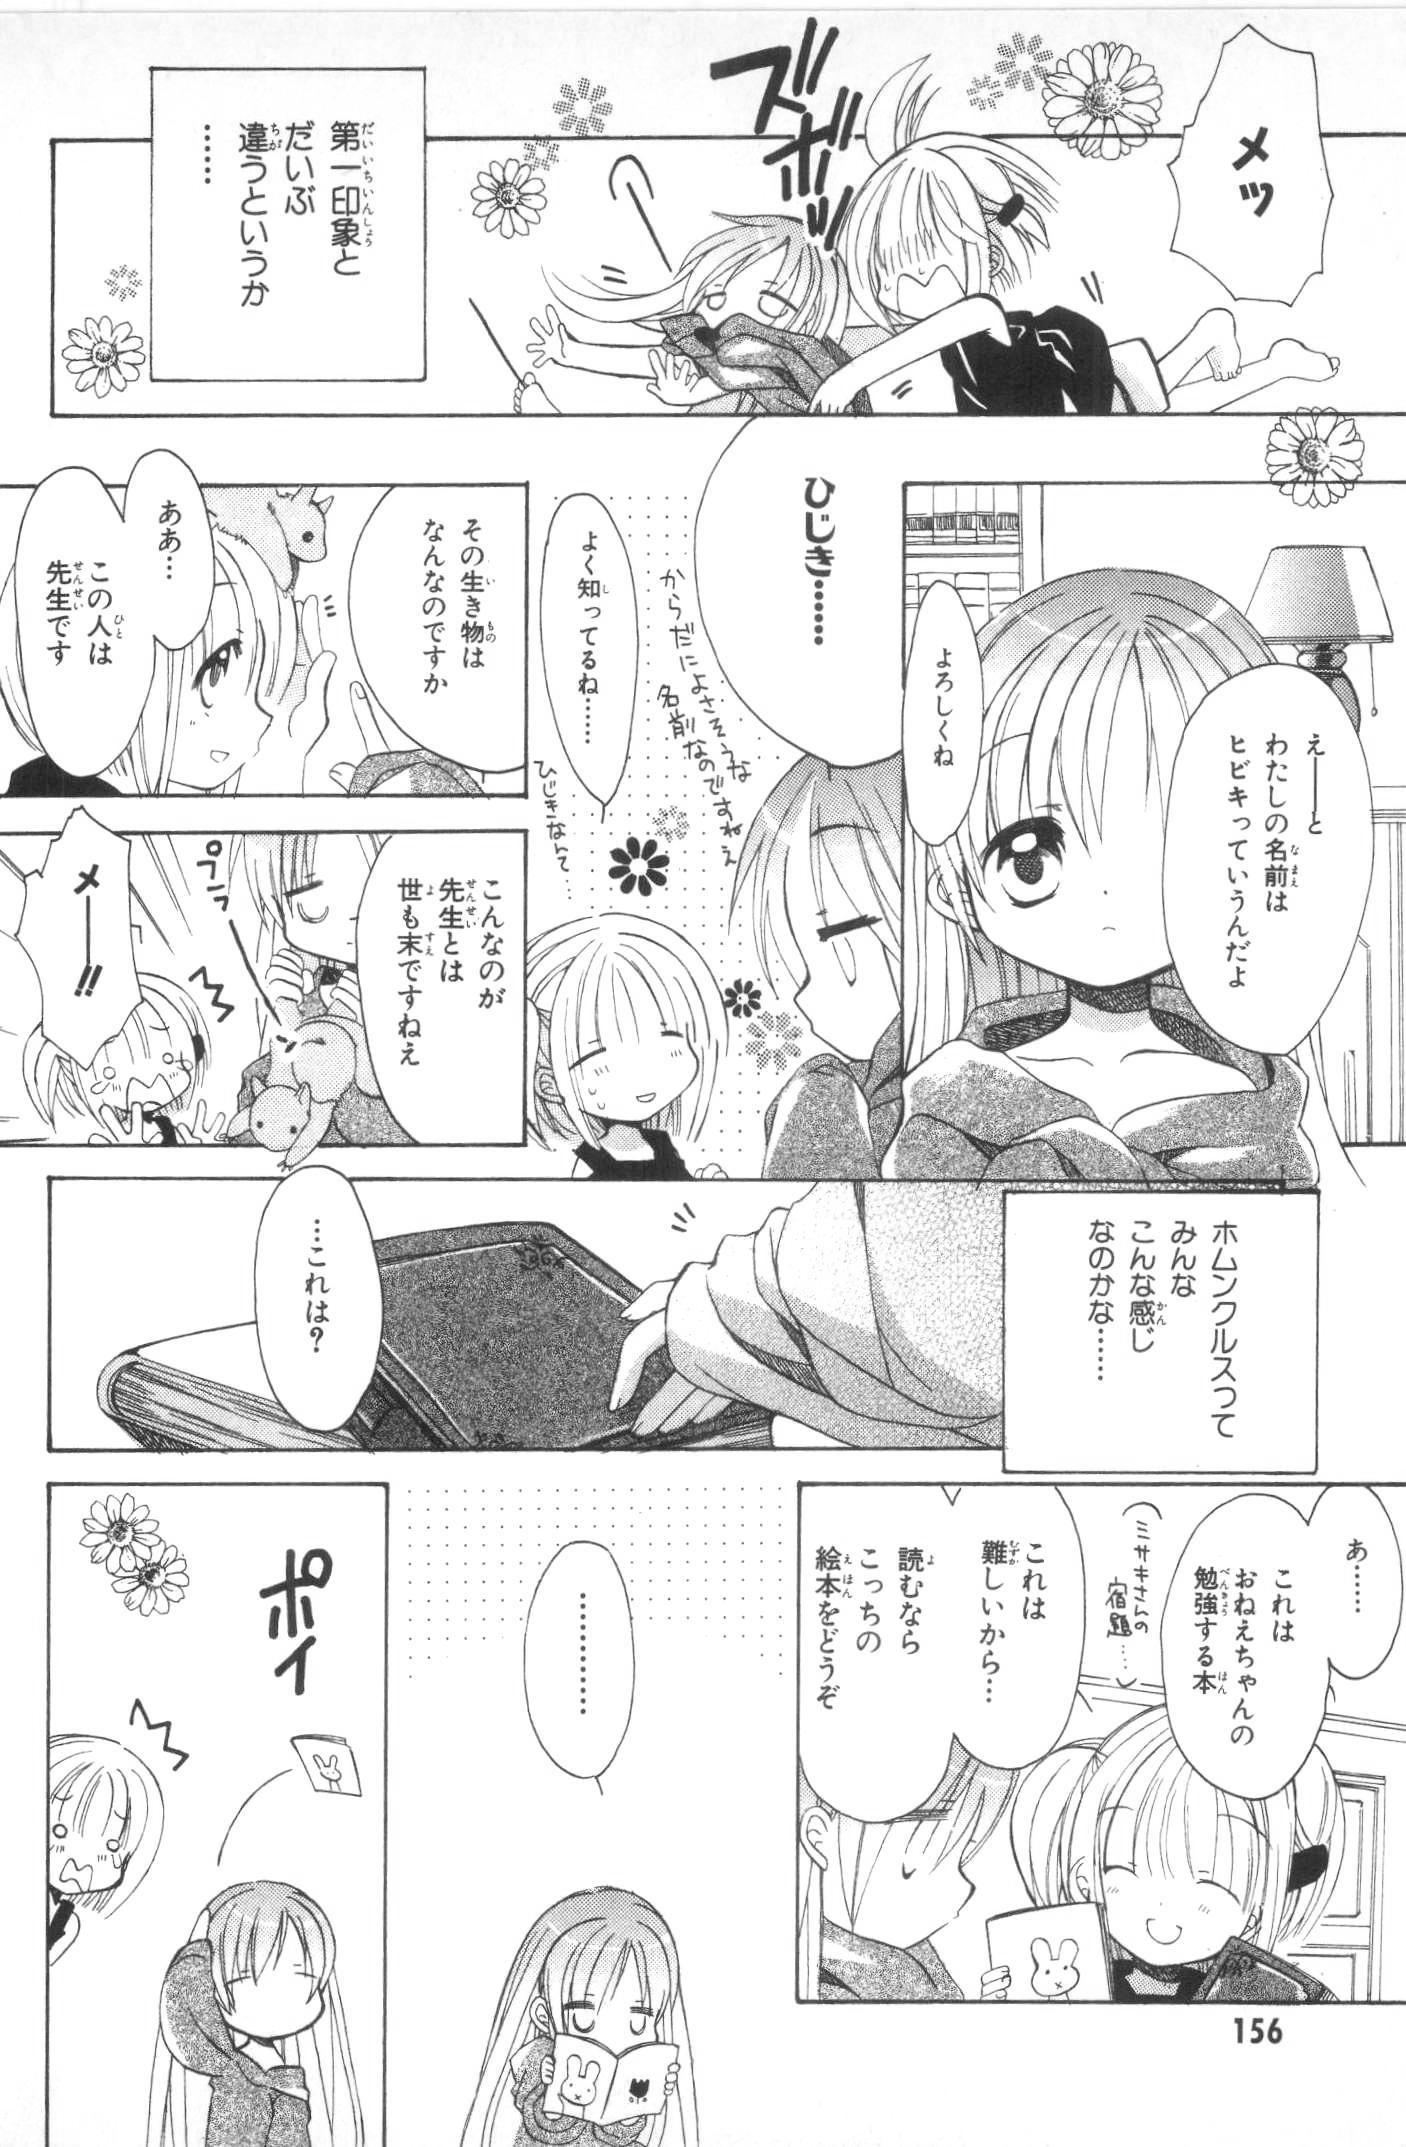 メッ
ズボッ
第一印象と
だいぶ
違うというか
……
えーーと
わたしの名前は
ヒビキっていうんだよ
よろしくね
ひじき……
からだによさそうな
名前なのですねぇ
よく知ってるね……
ひじきなんて…
その生き物は
なんなのですか
ああ…
この人は
先生です
こんなのが
先生とは
世も末ですねえ
プラ
メーーー!!
ホムンクルスって
みんな
こんな感じ
なのかな……
…これは？
あ……
これは
おねえちゃんの
勉強する本
(ミサキさんの
宿題…)
これは
難しいから…
読むなら
こっちの
絵本をどうぞ
…………
ポイ
156